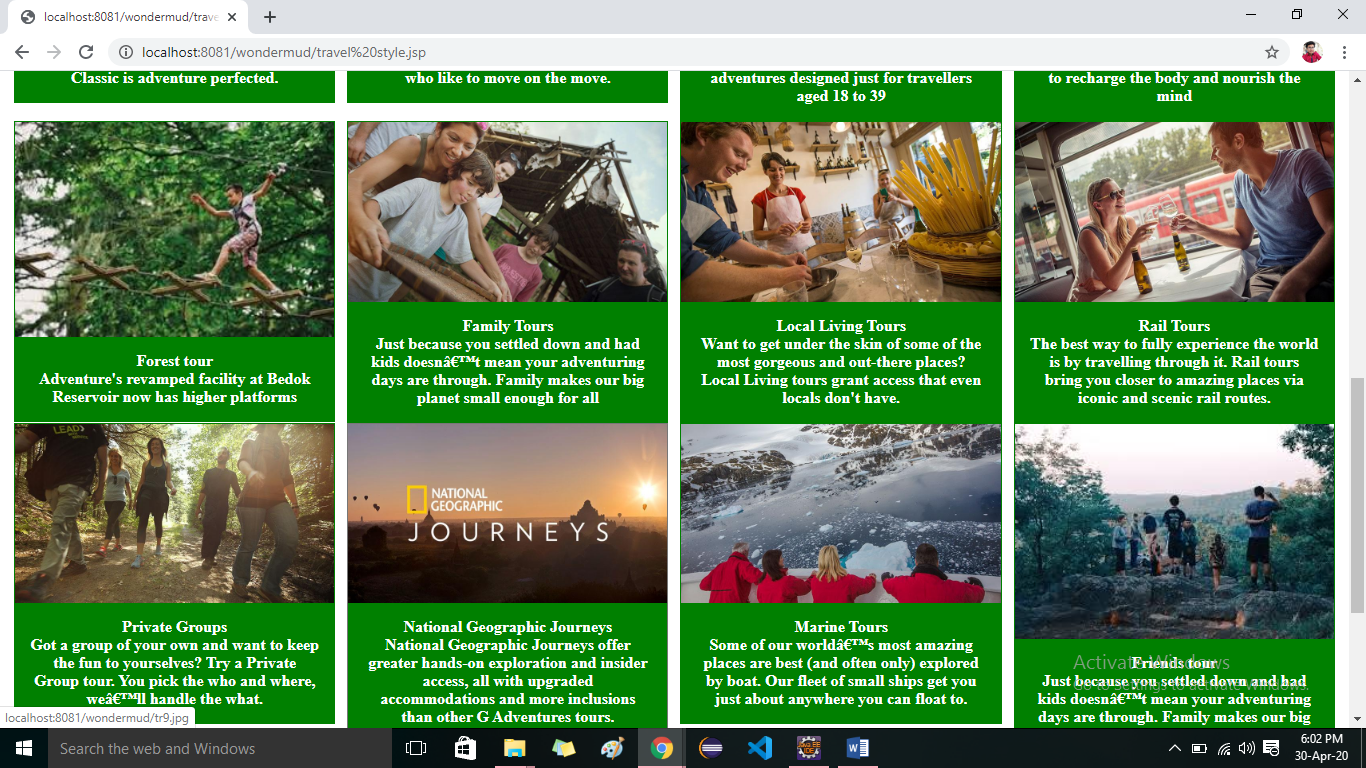 localhost:8081/wondermud/trave
localhost:8081/wondermud/travel%20style.jsp
Classic is adventure perfected.
who like to move on the move.
adventures designed just for travellers
aged 18 to 39
to recharge the body and nourish the
mind
Forest tour
Adventure's revamped facility at Bedok
Reservoir now has higher platforms
Family Tours
Just because you settled down and had
kids doesnâ€™t mean your adventuring
days are through. Family makes our big
planet small enough for all
Local Living Tours
Want to get under the skin of some of the
most gorgeous and out-there places?
Local Living tours grant access that even
locals don't have.
Rail Tours
The best way to fully experience the world
is by travelling through it. Rail tours
bring you closer to amazing places via
iconic and scenic rail routes.
LEAD
NATIONAL
GEOGRAPHIC
JOURNEYS
Private Groups
Got a group of your own and want to keep
the fun to yourselves? Try a Private
Group tour. You pick the who and where,
weâ€™ll handle the what.
National Geographic Journeys
National Geographic Journeys offer
greater hands-on exploration and insider
access, all with upgraded
accommodations and more inclusions
than other G Adventures tours.
Marine Tours
Some of our worldâ€™s most amazing
places are best (and often only) explored
by boat. Our fleet of small ships get you
just about anywhere you can float to.
Friends tour
Just because you settled down and had
kids doesnâ€™t mean your adventuring
days are through. Family makes our big
Activate Windows
Go to Settings to activate Windows.
localhost:8081/wondermud/tr9.jpg
Search the web and Windows
Java EE
IDE
6:02 PM
30-Apr-20